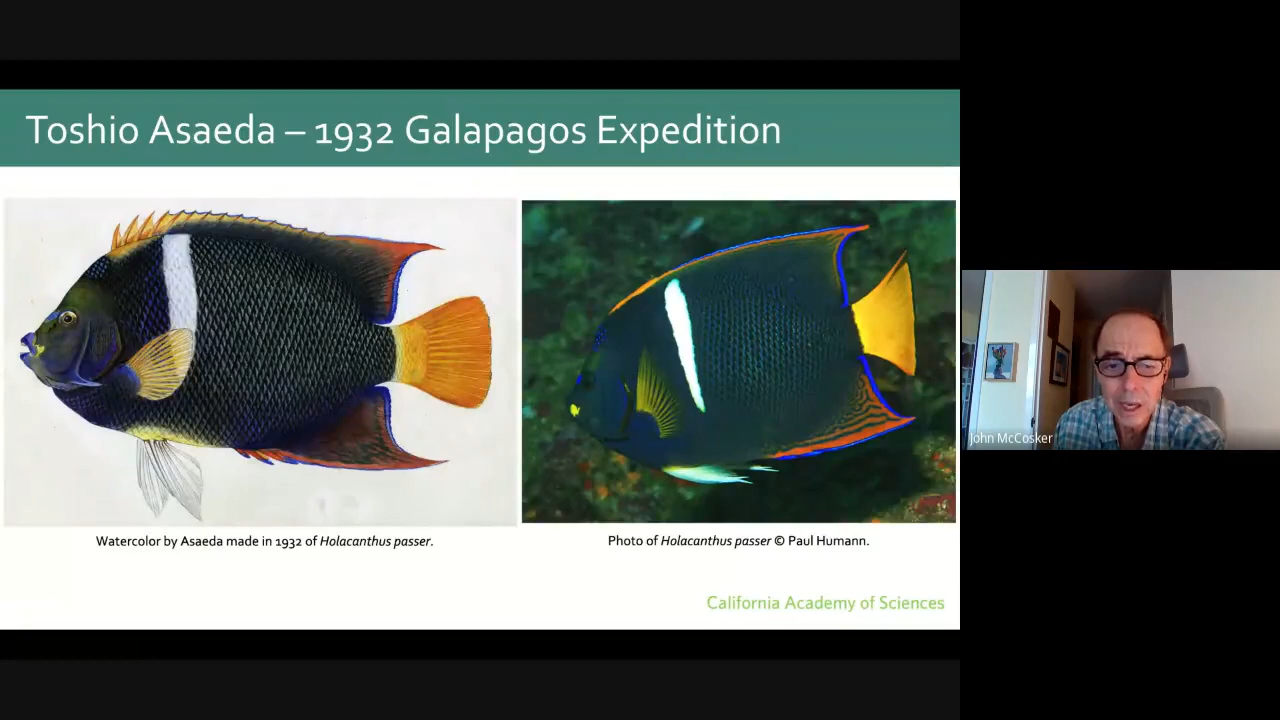 Toshio Asaeda – 1932 Galapagos Expedition
Watercolor by Asaeda made in 1932 of Holacanthus passer.
Photo of Holacanthus passer © Paul Humann.
California Academy of Sciences
John McCosker